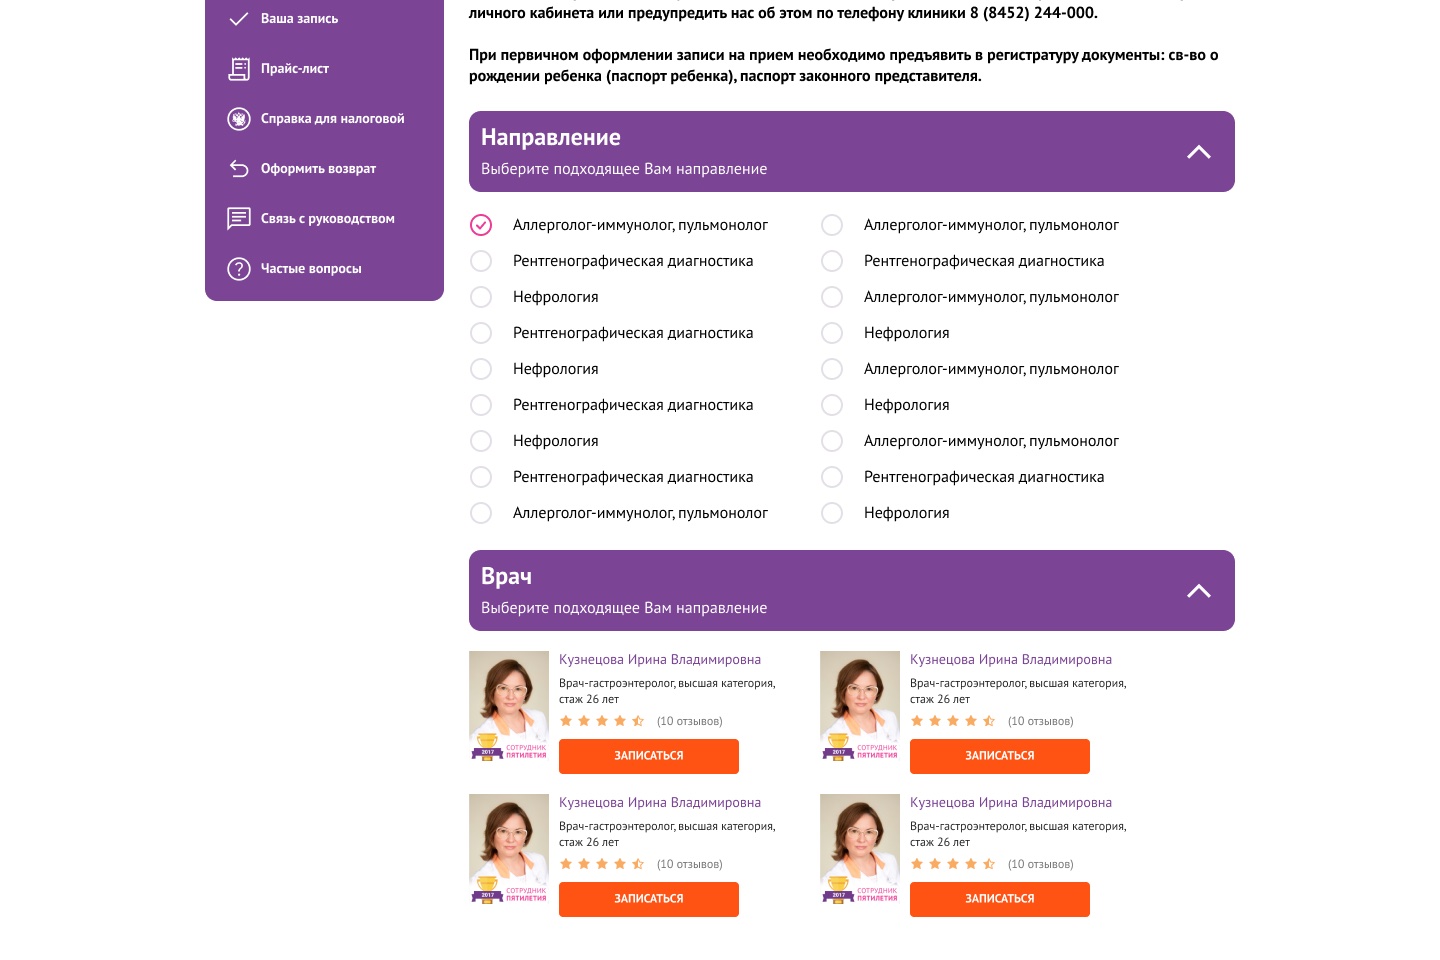 Ваша запись
Прайс-лист
Справка для налоговой
Оформить возврат
Связь с руководством
Частые вопросы
личного кабинета или предупредить нас об этом по телефону клиники 8 (8452) 244-000.
При первичном оформлении записи на прием необходимо предъявить в регистратуру документы: св-во о
рождении ребенка (паспорт ребенка), паспорт законного представителя.
Направление
Выберите подходящее Вам направление
Аллерголог-иммунолог, пульмонолог
Аллерголог-иммунолог, пульмонолог
Рентгенографическая диагностика
Рентгенографическая диагностика
Нефрология
Аллерголог-иммунолог, пульмонолог
Рентгенографическая диагностика
Нефрология
Нефрология
Аллерголог-иммунолог, пульмонолог
Рентгенографическая диагностика
Нефрология
Нефрология
Аллерголог-иммунолог, пульмонолог
Рентгенографическая диагностика
Рентгенографическая диагностика
Аллерголог-иммунолог, пульмонолог
Нефрология
Врач
Выберите подходящее Вам направление
Кузнецова Ирина Владимировна
Врач-гастроэнтеролог, высшая категория,
стаж 26 лет
(10 отзывов)
ЗАПИСАТЬСЯ
2017
СОТРУДНИК
ПЯТИЛЕТИЯ
Кузнецова Ирина Владимировна
Врач-гастроэнтеролог, высшая категория,
стаж 26 лет
(10 отзывов)
ЗАПИСАТЬСЯ
2017
СОТРУДНИК
ПЯТИЛЕТИЯ
Кузнецова Ирина Владимировна
Врач-гастроэнтеролог, высшая категория,
стаж 26 лет
(10 отзывов)
ЗАПИСАТЬСЯ
2017
СОТРУДНИК
ПЯТИЛЕТИЯ
Кузнецова Ирина Владимировна
Врач-гастроэнтеролог, высшая категория,
стаж 26 лет
(10 отзывов)
ЗАПИСАТЬСЯ
2017
СОТРУДНИК
ПЯТИЛЕТИЯ